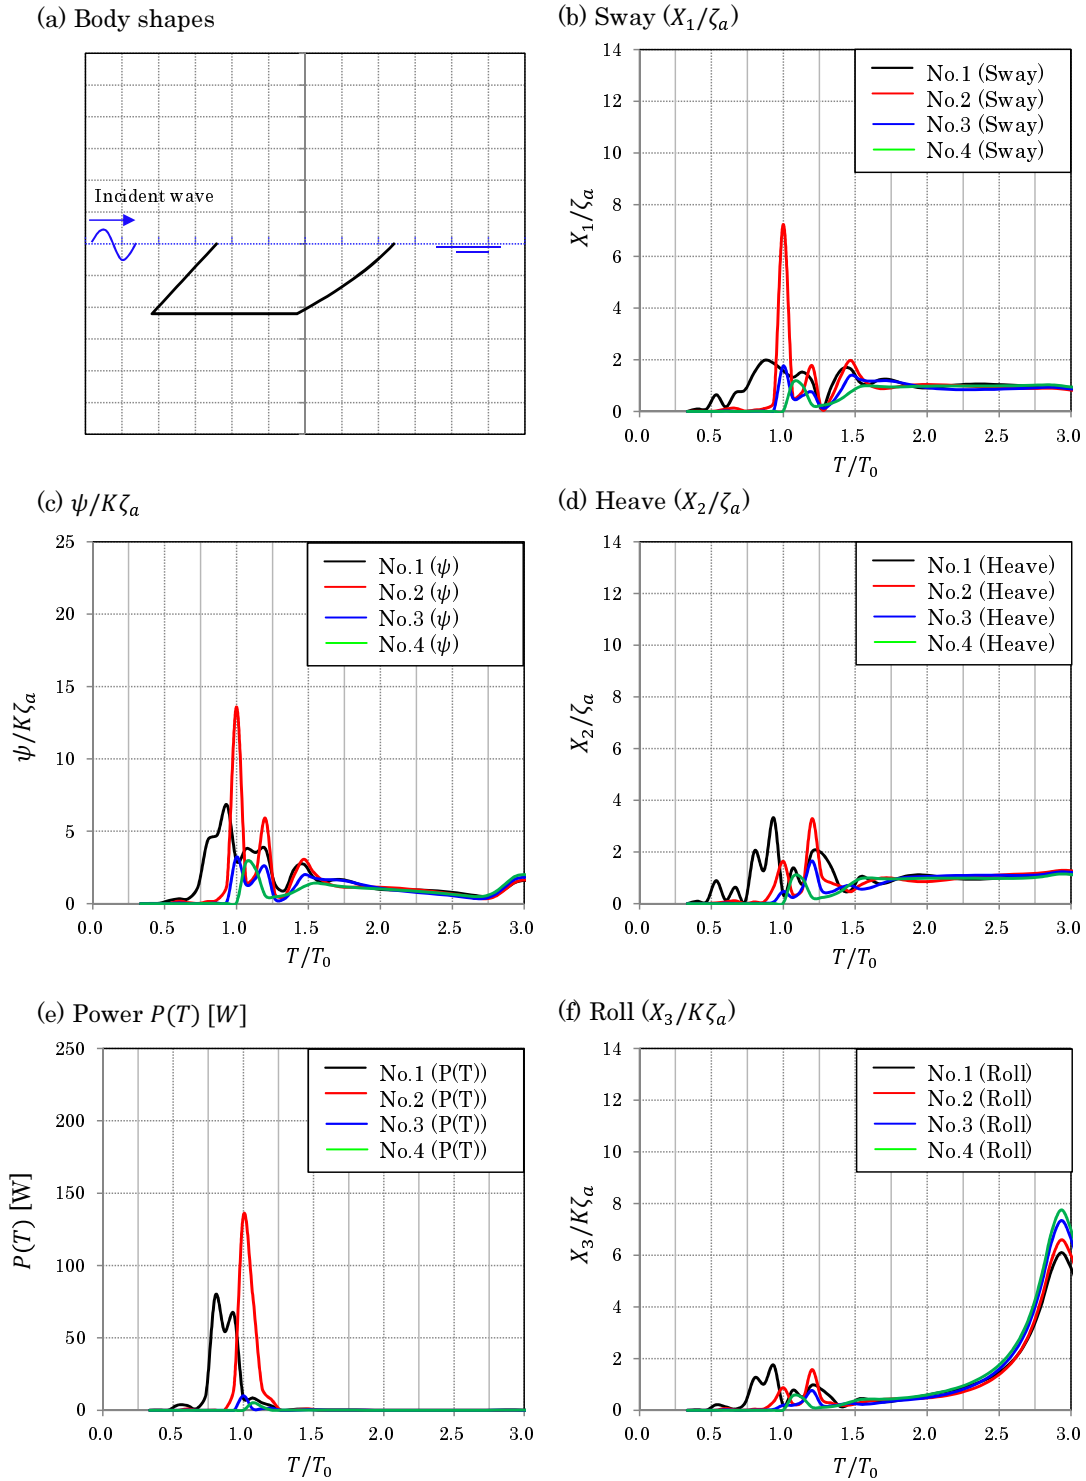 (a) Body shapes
Incident wave
(b) Sway (X₁/ζₐ)
14
12
10
8
6
4
2
0
X₁/ζₐ
No.1 (Sway)
No.2 (Sway)
No.3 (Sway)
No.4 (Sway)
0.0 0.5 1.0 1.5 2.0 2.5 3.0
T/T₀
(c) ψ/Kζₐ
25
20
15
10
5
0
ψ/Kζₐ
No.1 (ψ)
No.2 (ψ)
No.3 (ψ)
No.4 (ψ)
0.0 0.5 1.0 1.5 2.0 2.5 3.0
T/T₀
(d) Heave (X₂/ζₐ)
14
12
10
8
6
4
2
0
X₂/ζₐ
No.1 (Heave)
No.2 (Heave)
No.3 (Heave)
No.4 (Heave)
0.0 0.5 1.0 1.5 2.0 2.5 3.0
T/T₀
(e) Power P(T) [W]
250
200
150
100
50
0
P(T) [W]
No.1 (P(T))
No.2 (P(T))
No.3 (P(T))
No.4 (P(T))
0.0 0.5 1.0 1.5 2.0 2.5 3.0
T/T₀
(f) Roll (X₃/Kζₐ)
14
12
10
8
6
4
2
0
X₃/Kζₐ
No.1 (Roll)
No.2 (Roll)
No.3 (Roll)
No.4 (Roll)
0.0 0.5 1.0 1.5 2.0 2.5 3.0
T/T₀